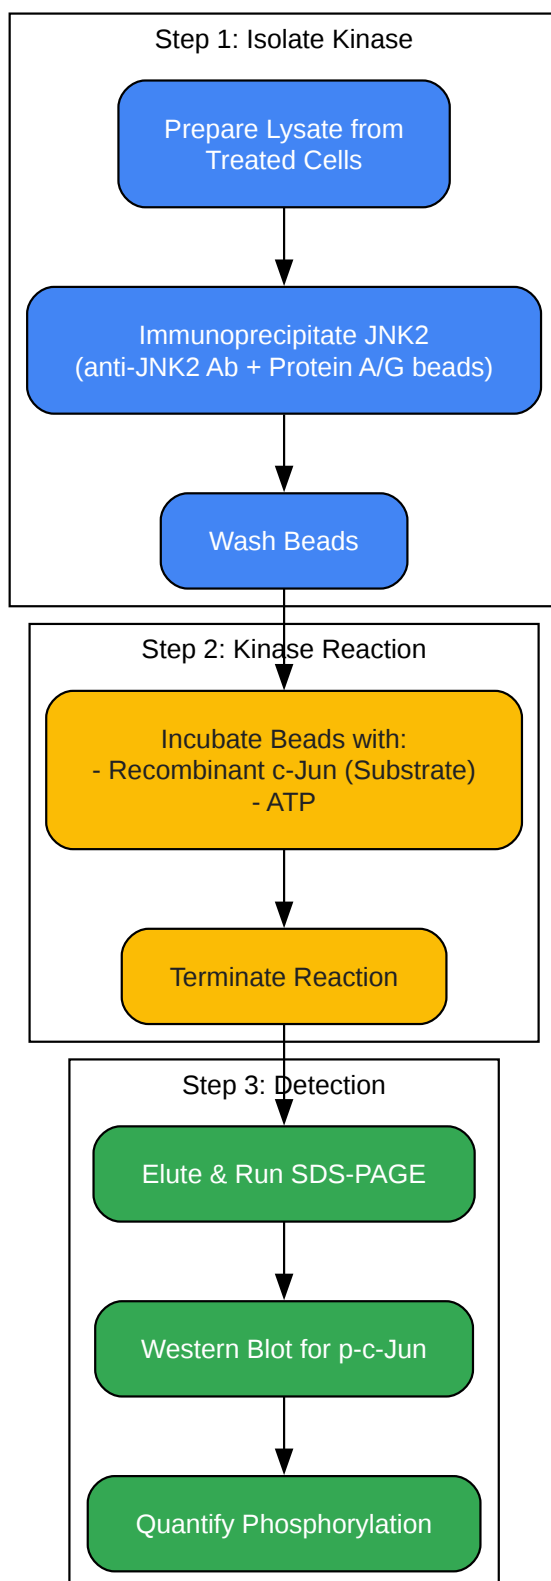 Step 1: Isolate Kinase
Prepare Lysate from
Treated Cells
Immunoprecipitate JNK2
(anti-JNK2 Ab + Protein A/G beads)
Wash Beads
Step 2: Kinase Reaction
Incubate Beads with:
- Recombinant c-Jun (Substrate)
- ATP
Terminate Reaction
Step 3: Detection
Elute & Run SDS-PAGE
Western Blot for p-c-Jun
Quantify Phosphorylation